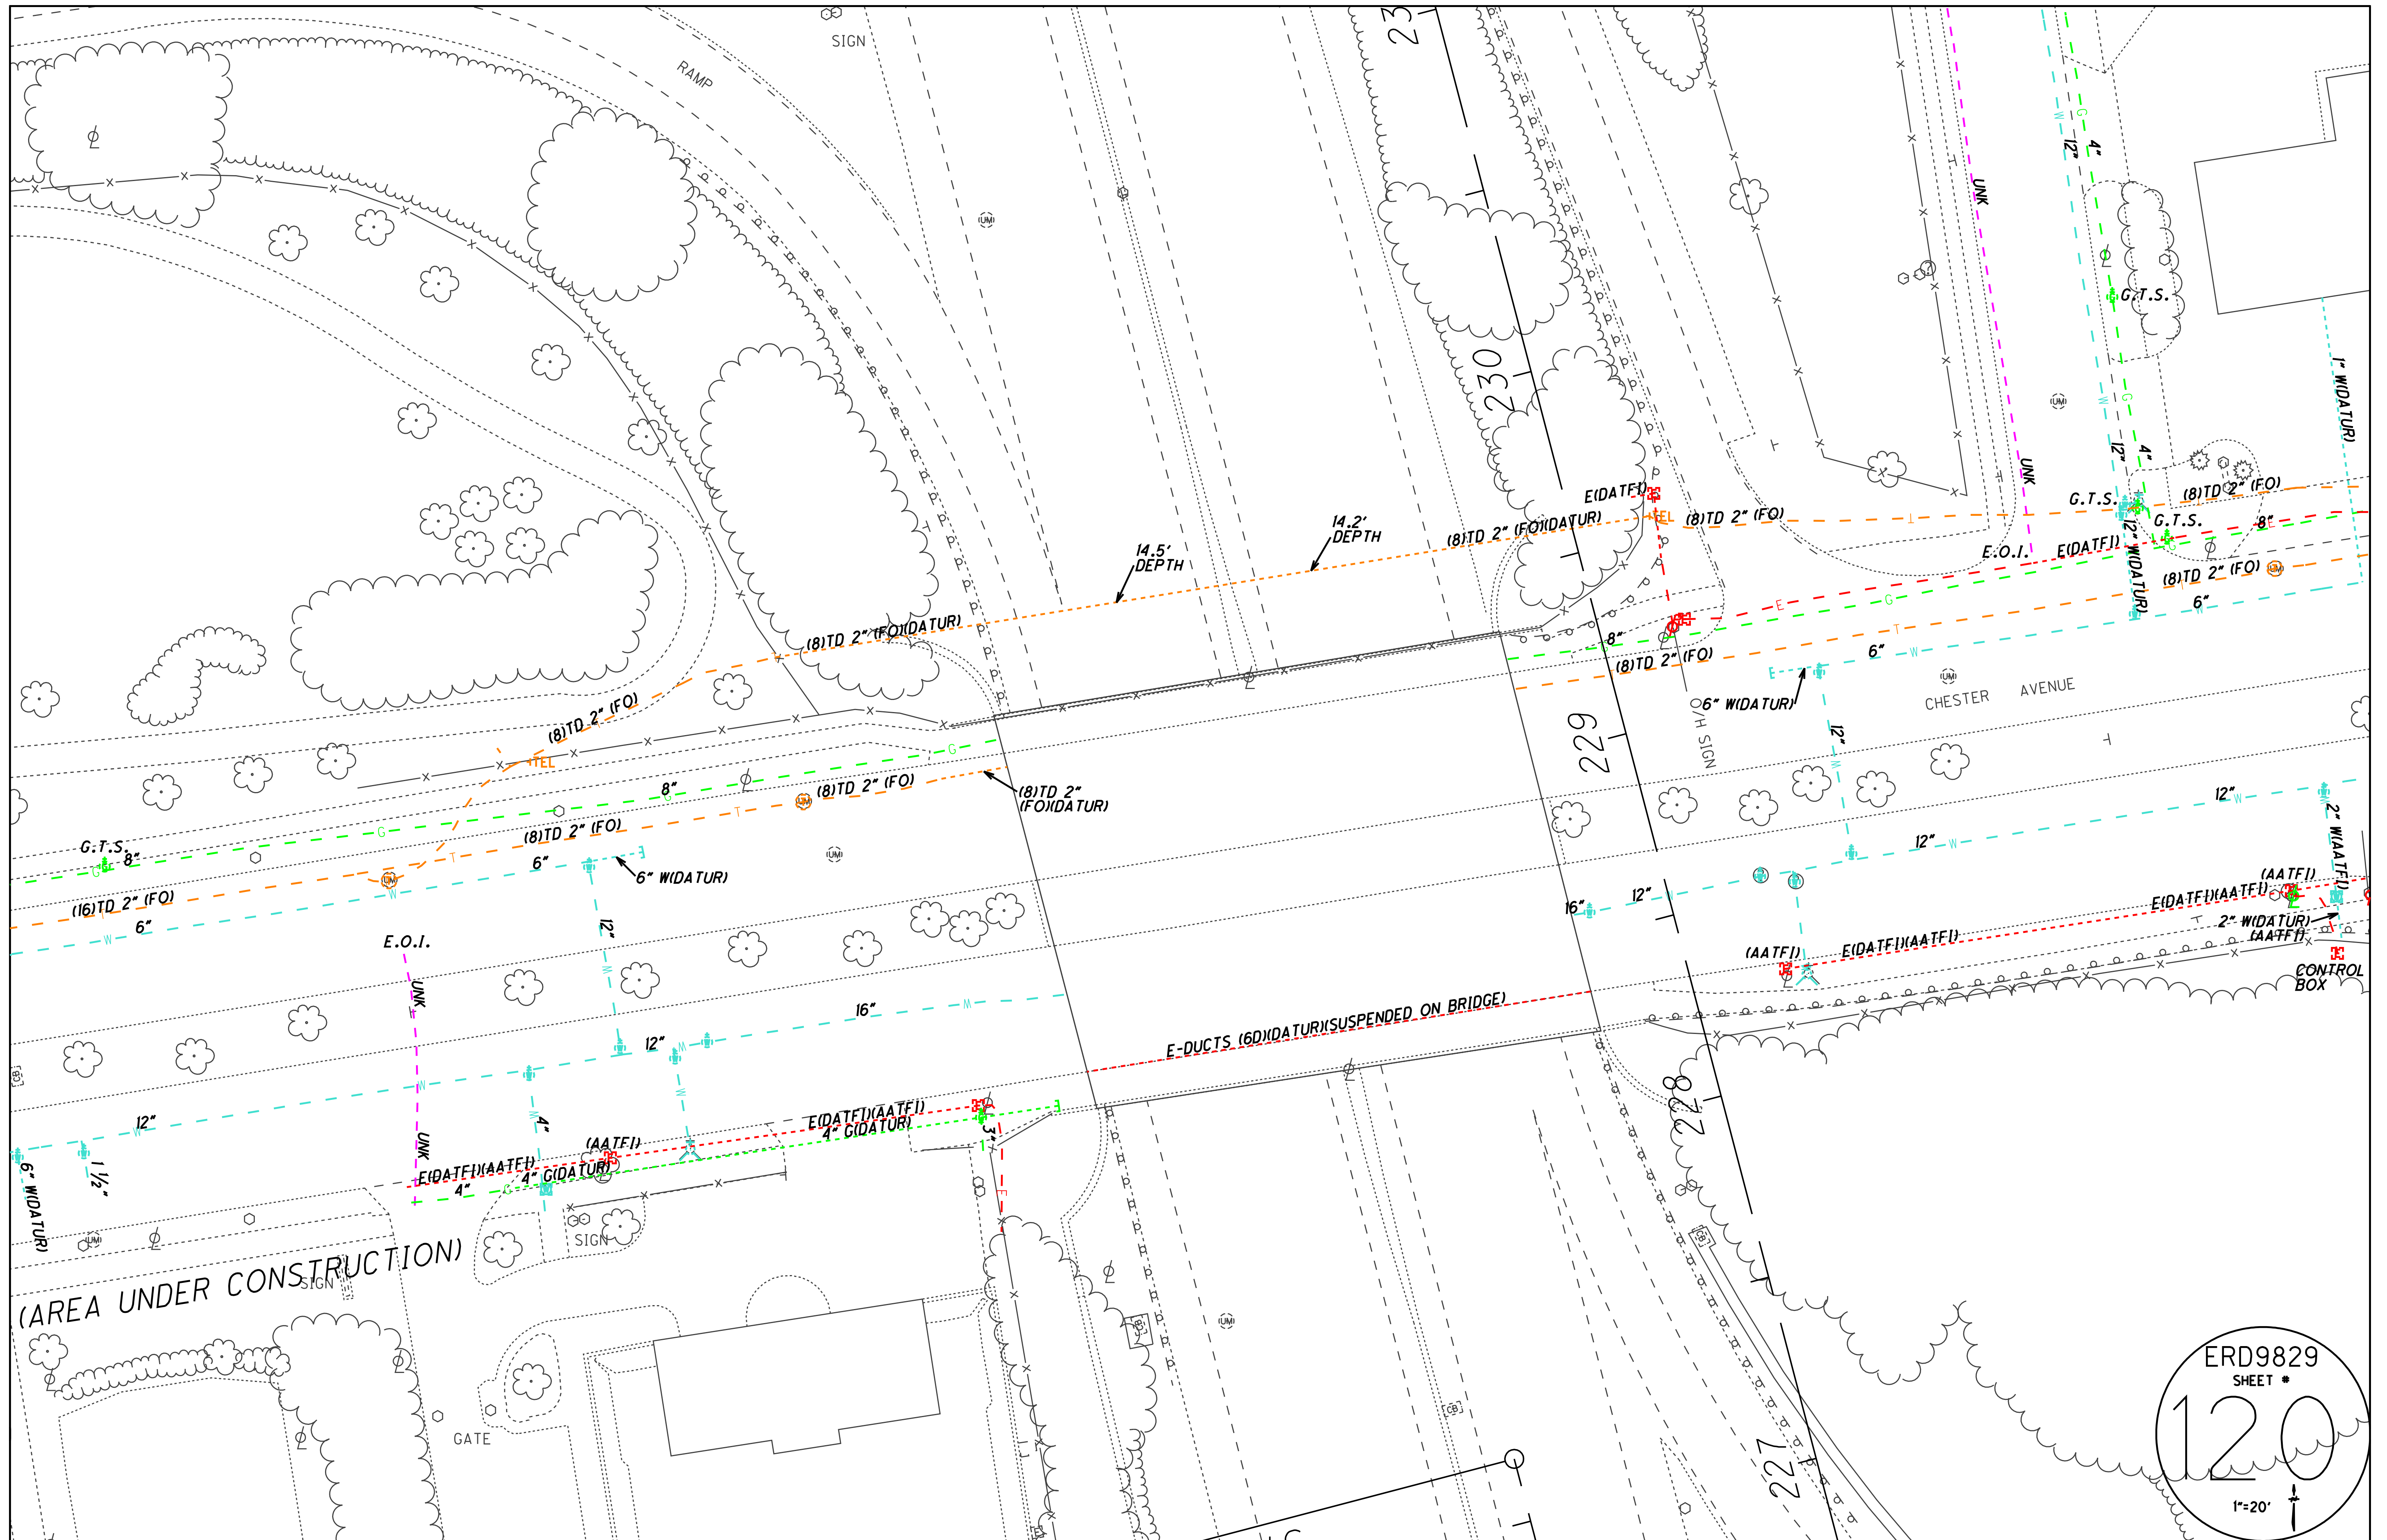 SIGN
RAMP
23
UNK
12"
4"
G.T.S.
230
1" W(DATUR)
UNK
12"
4"
E(DATFI)
G.T.S.
(8)TD 2" (FO)
14.2'
DEPTH
(8)TD 2" (FO)(DATUR)
TEL
(8)TD 2" (FO)
G.T.S.
8"
14.5'
DEPTH
E.O.I.
E(DATFI)
12" W(DATUR)
(8)TD 2" (FO)
UM
6"
(8)TD 2" (FO)(DATUR)
8"
(8)TD 2" (FO)
6"
6" W(DATUR)
CHESTER AVENUE
O/H SIGN
229
12"
(8)TD 2" (FO)
TEL
8"
(8)TD 2" (FO)
(8)TD 2"
(FO)(DATUR)
(8)TD 2" (FO)
G.T.S.
8"
6"
6" W(DATUR)
12"
2" W(AATFI)
12"
(16)TD 2" (FO)
6"
16"
12"
(AATFI)
E(DATFI)(AATFI)
2" W(DATUR)
(AATFI)
E.O.I.
12"
(AATFI)
E(DATFI)(AATFI)
CONTROL
BOX
UNK
16"
12"
E-DUCTS (6D)(DATUR)(SUSPENDED ON BRIDGE)
228
12"
4"
E(DATFI)(AATFI)
4" G(DATUR)
3"
UNK
(AATFI)
E(DATFI)(AATFI)
4" G(DATUR)
4"
1 1/2"
6" W(DATUR)
SIGN
(AREA UNDER CONSTRUCTION)
SIGN
CB
GATE
227
ERD9829
SHEET #
120
1"=20'